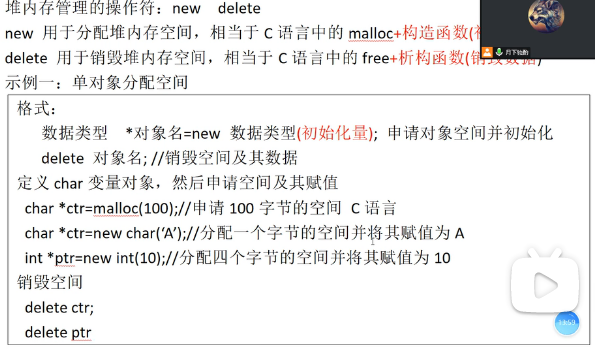 堆内存管理的操作符：new delete
new 用于分配堆内存空间，相当于 C 语言中的 malloc+构造函数(
月下独酌
delete 用于销毁堆内存空间，相当于 C 语言中的 free+析构函数(销毁数据)
示例一：单对象分配空间
格式：
数据类型 *对象名=new 数据类型(初始化量); 申请对象空间并初始化
delete 对象名; //销毁空间及其数据
定义 char 变量对象，然后申请空间及其赋值
char *ctr=malloc(100);//申请 100 字节的空间 C 语言
char *ctr=new char(‘A’);//分配一个字节的空间并将其赋值为 A
int *ptr=new int(10);//分配四个字节的空间并将其赋值为 10
销毁空间
delete ctr;
delete ptr